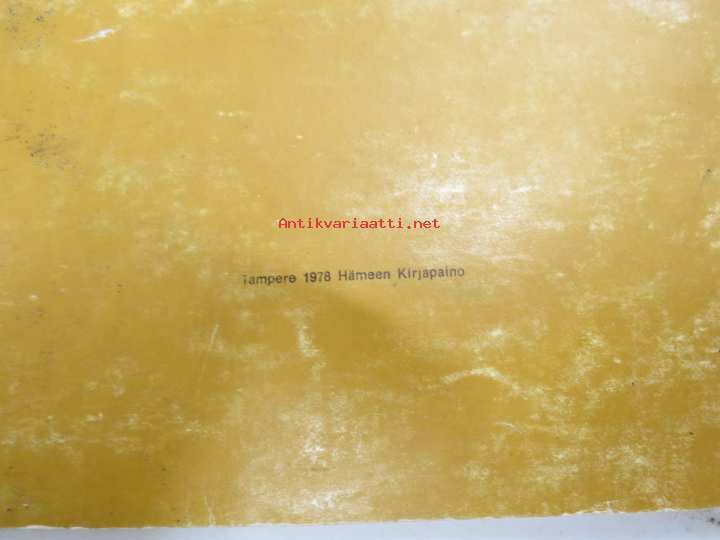 Antikvariaatti.net
Tampere 1978 Hämeen Kirjapaino